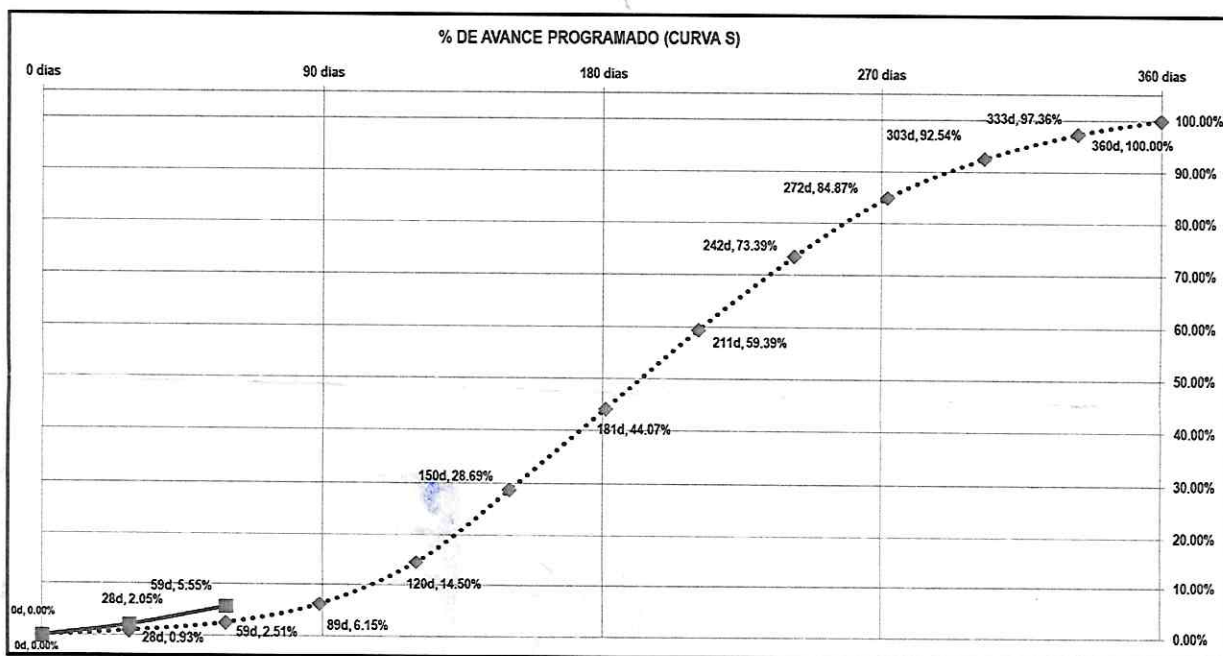 % DE AVANCE PROGRAMADO (CURVA S)
0 dias 90 dias 180 dias 270 dias 360 dias
333d, 97.36% 100.00%
303d, 92.54%
360d, 100.00%
90.00%
272d, 84.87%
80.00%
242d, 73.39%
70.00%
60.00%
211d, 59.39%
50.00%
181d, 44.07% 40.00%
150d, 28.69% 30.00%
20.00%
59d, 5.55% 120d, 14.50% 10.00%
28d, 2.05%
0d, 0.00%
28d, 0.93% 59d, 2.51% 89d, 6.15% 0.00%
0d, 0.00%